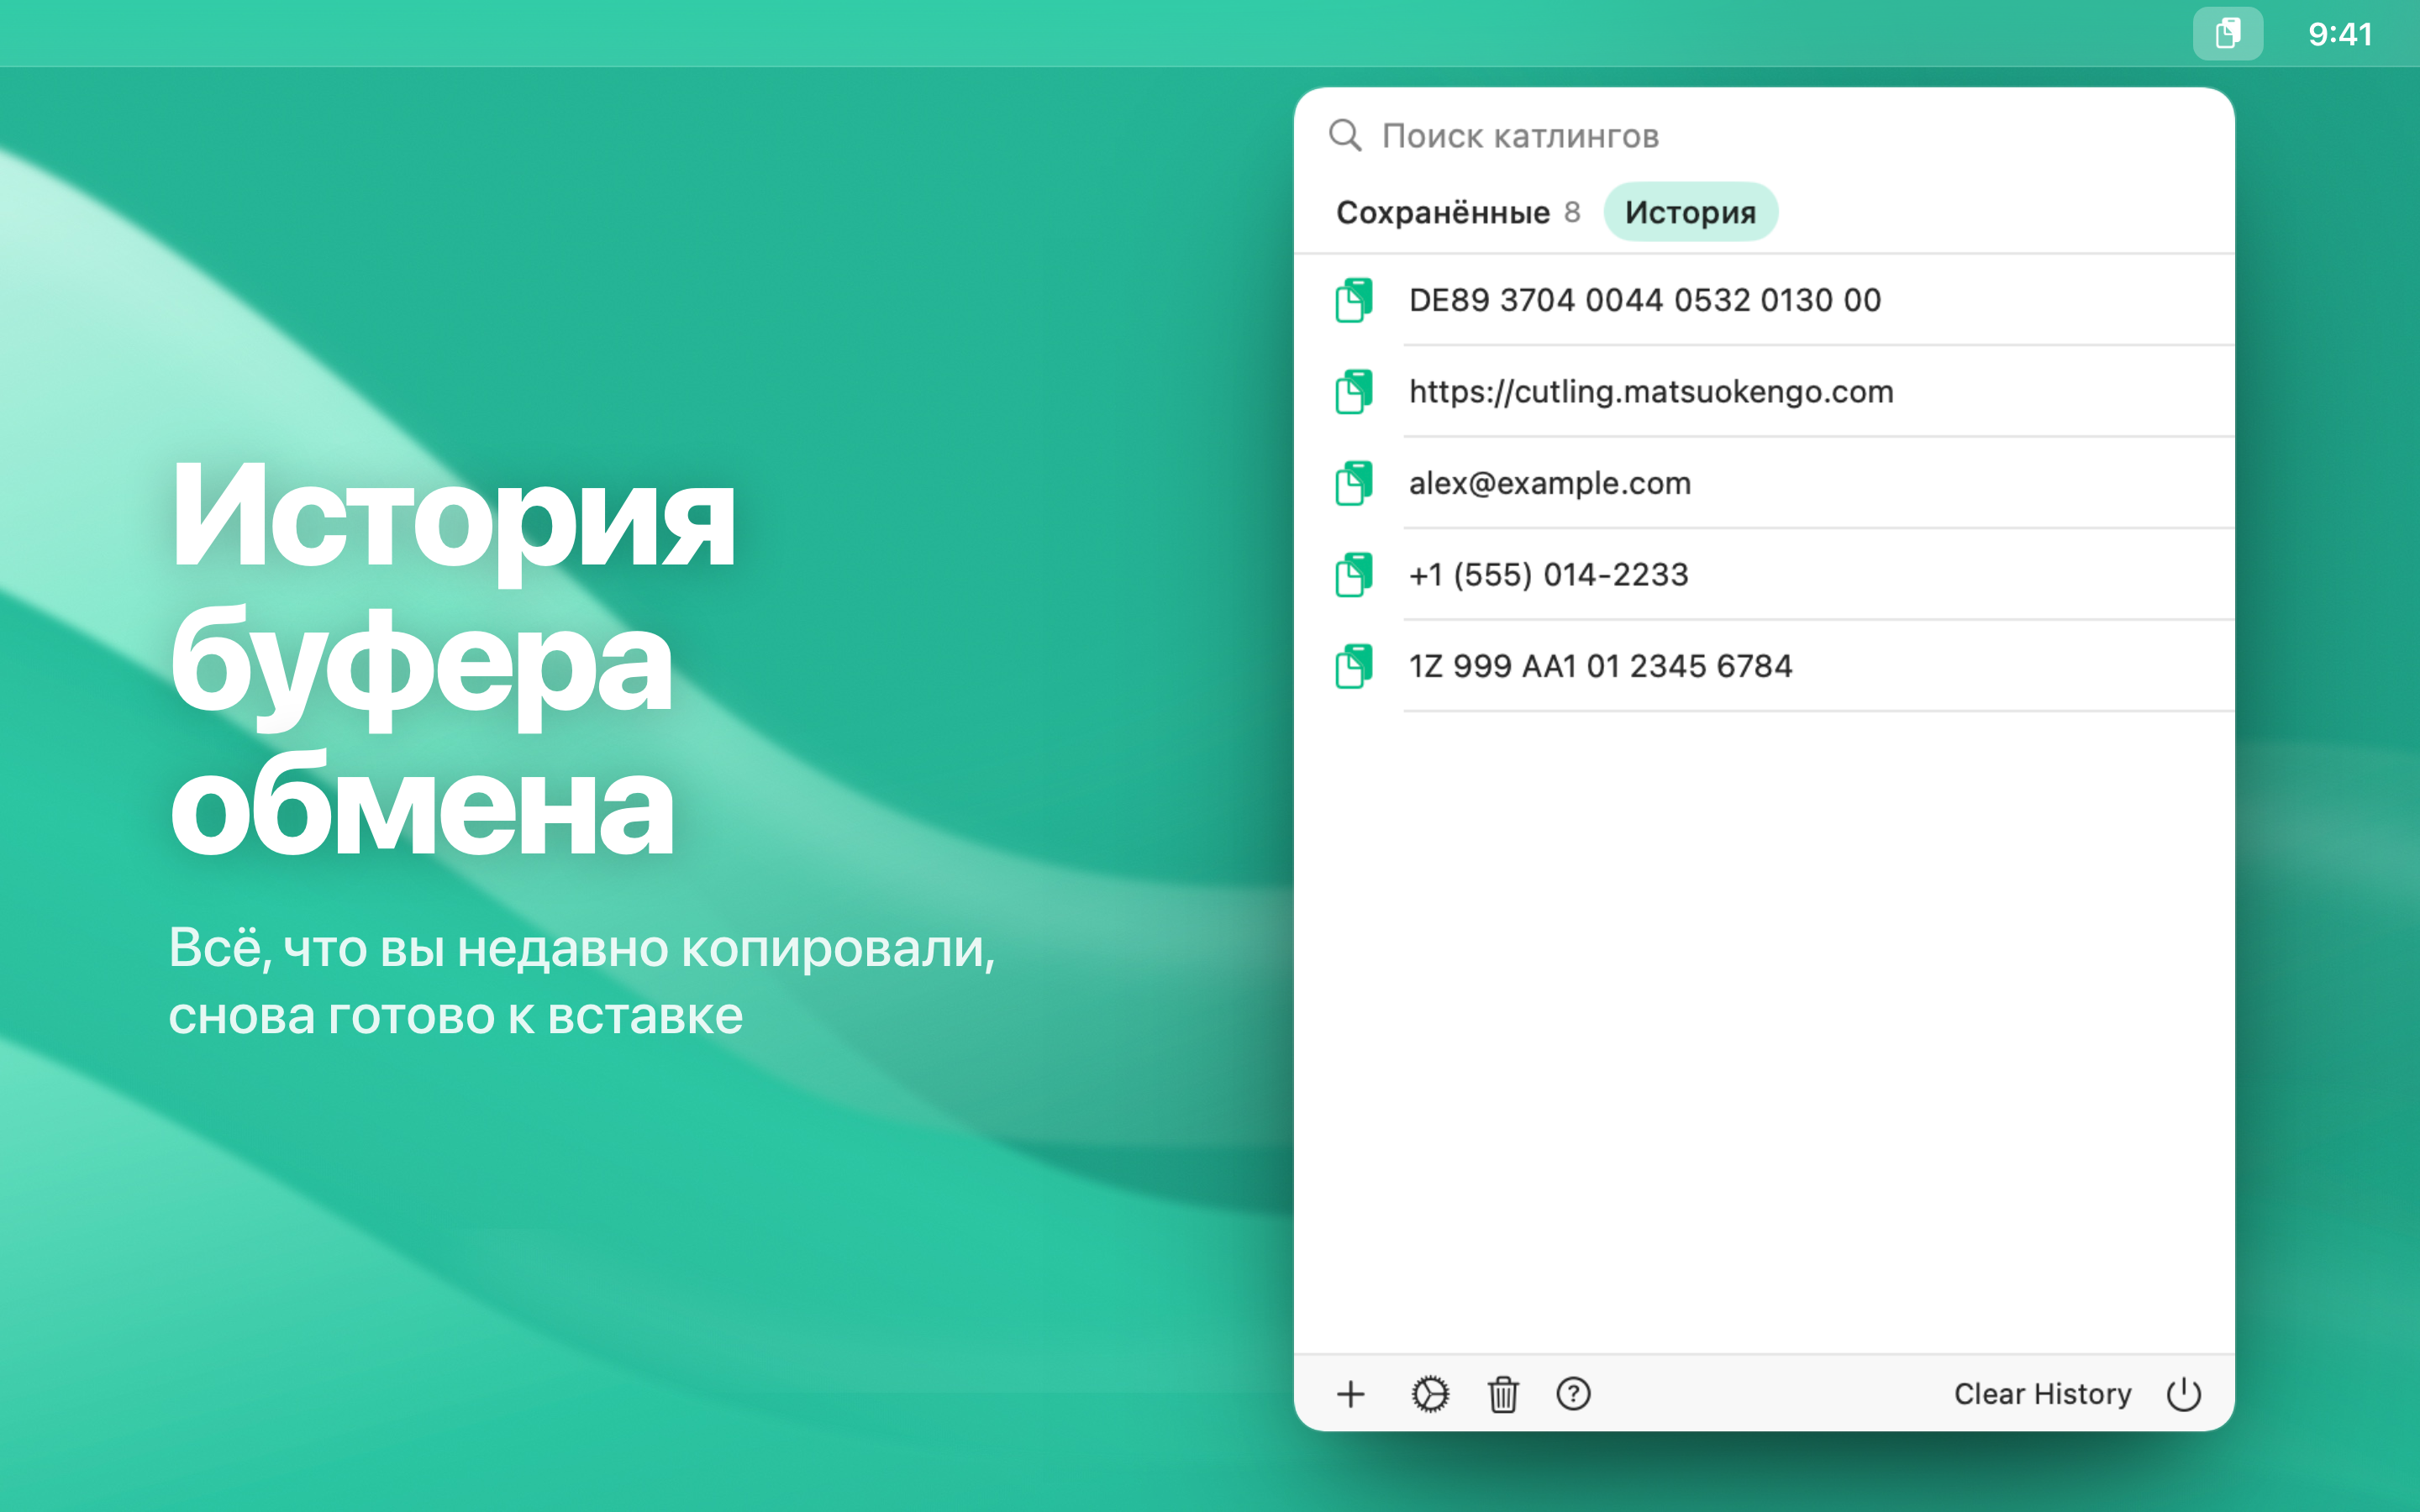 9:41
История
буфера
обмена
Всё, что вы недавно копировали,
снова готово к вставке
Поиск катлингов
Сохранённые 8 История
DE89 3704 0044 0532 0130 00
https://cutling.matsuokengo.com
alex@example.com
+1 (555) 014-2233
1Z 999 AA1 01 2345 6784
Clear History